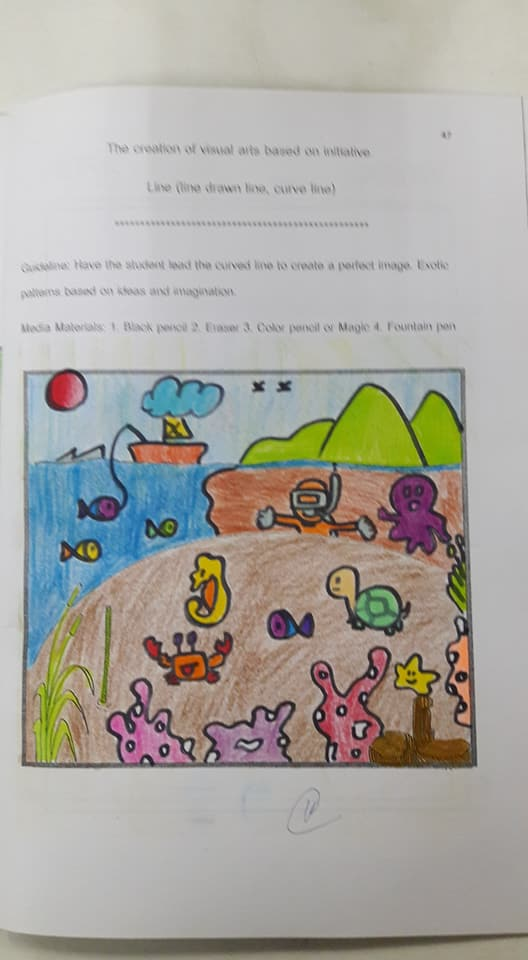 47
The creation of visual arts based on initiative
Line (line drawn line, curve line)
Guideline: Have the student lead the curved line to create a perfect image. Exotic
patterns based on ideas and imagination.
Media Materials: 1. Black pencil 2. Eraser 3. Color pencil or Magic 4. Fountain pen